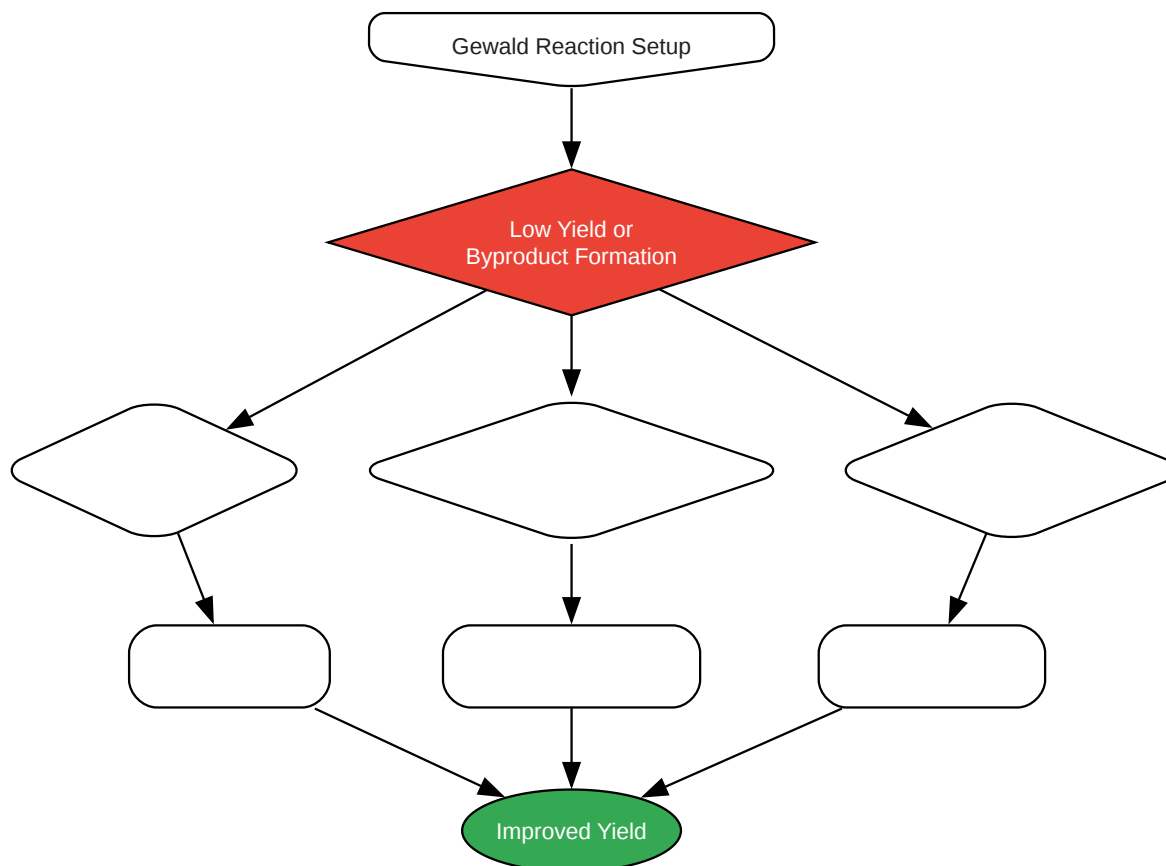 Gewald Reaction Setup
Low Yield or
Byproduct Formation
Improved Yield